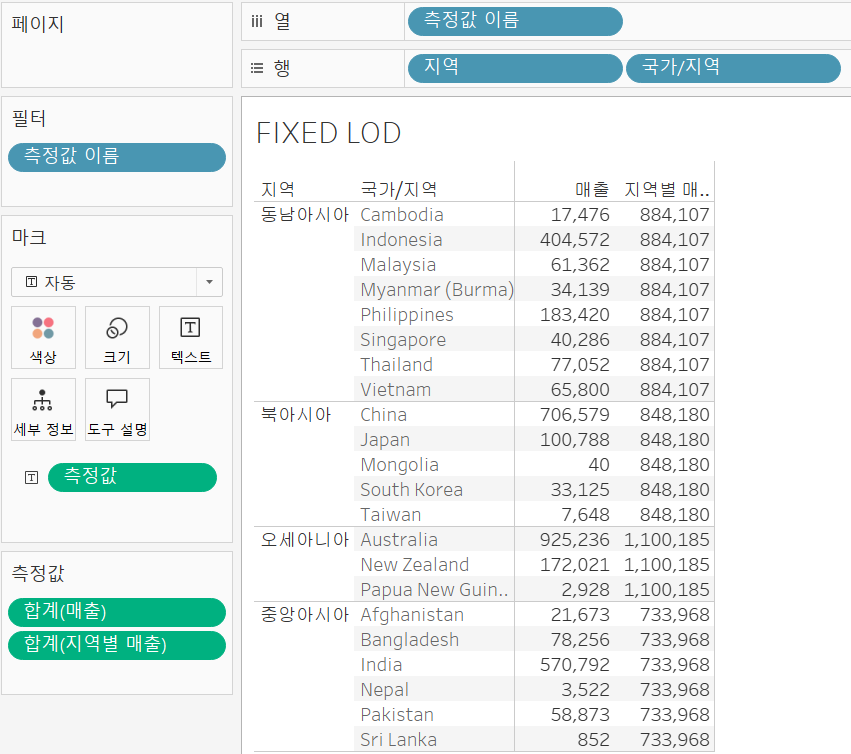 페이지
필터
측정값 이름
마크
자동
색상
크기
텍스트
세부 정보
도구 설명
측정값
측정값
합계(매출)
합계(지역별 매출)
열 측정값 이름
행 지역 국가/지역
FIXED LOD
지역 국가/지역 매출 지역별 매..
동남아시아 Cambodia 17,476 884,107
Indonesia 404,572 884,107
Malaysia 61,362 884,107
Myanmar (Burma) 34,139 884,107
Philippines 183,420 884,107
Singapore 40,286 884,107
Thailand 77,052 884,107
Vietnam 65,800 884,107
북아시아 China 706,579 848,180
Japan 100,788 848,180
Mongolia 40 848,180
South Korea 33,125 848,180
Taiwan 7,648 848,180
오세아니아 Australia 925,236 1,100,185
New Zealand 172,021 1,100,185
Papua New Guin.. 2,928 1,100,185
중앙아시아 Afghanistan 21,673 733,968
Bangladesh 78,256 733,968
India 570,792 733,968
Nepal 3,522 733,968
Pakistan 58,873 733,968
Sri Lanka 852 733,968